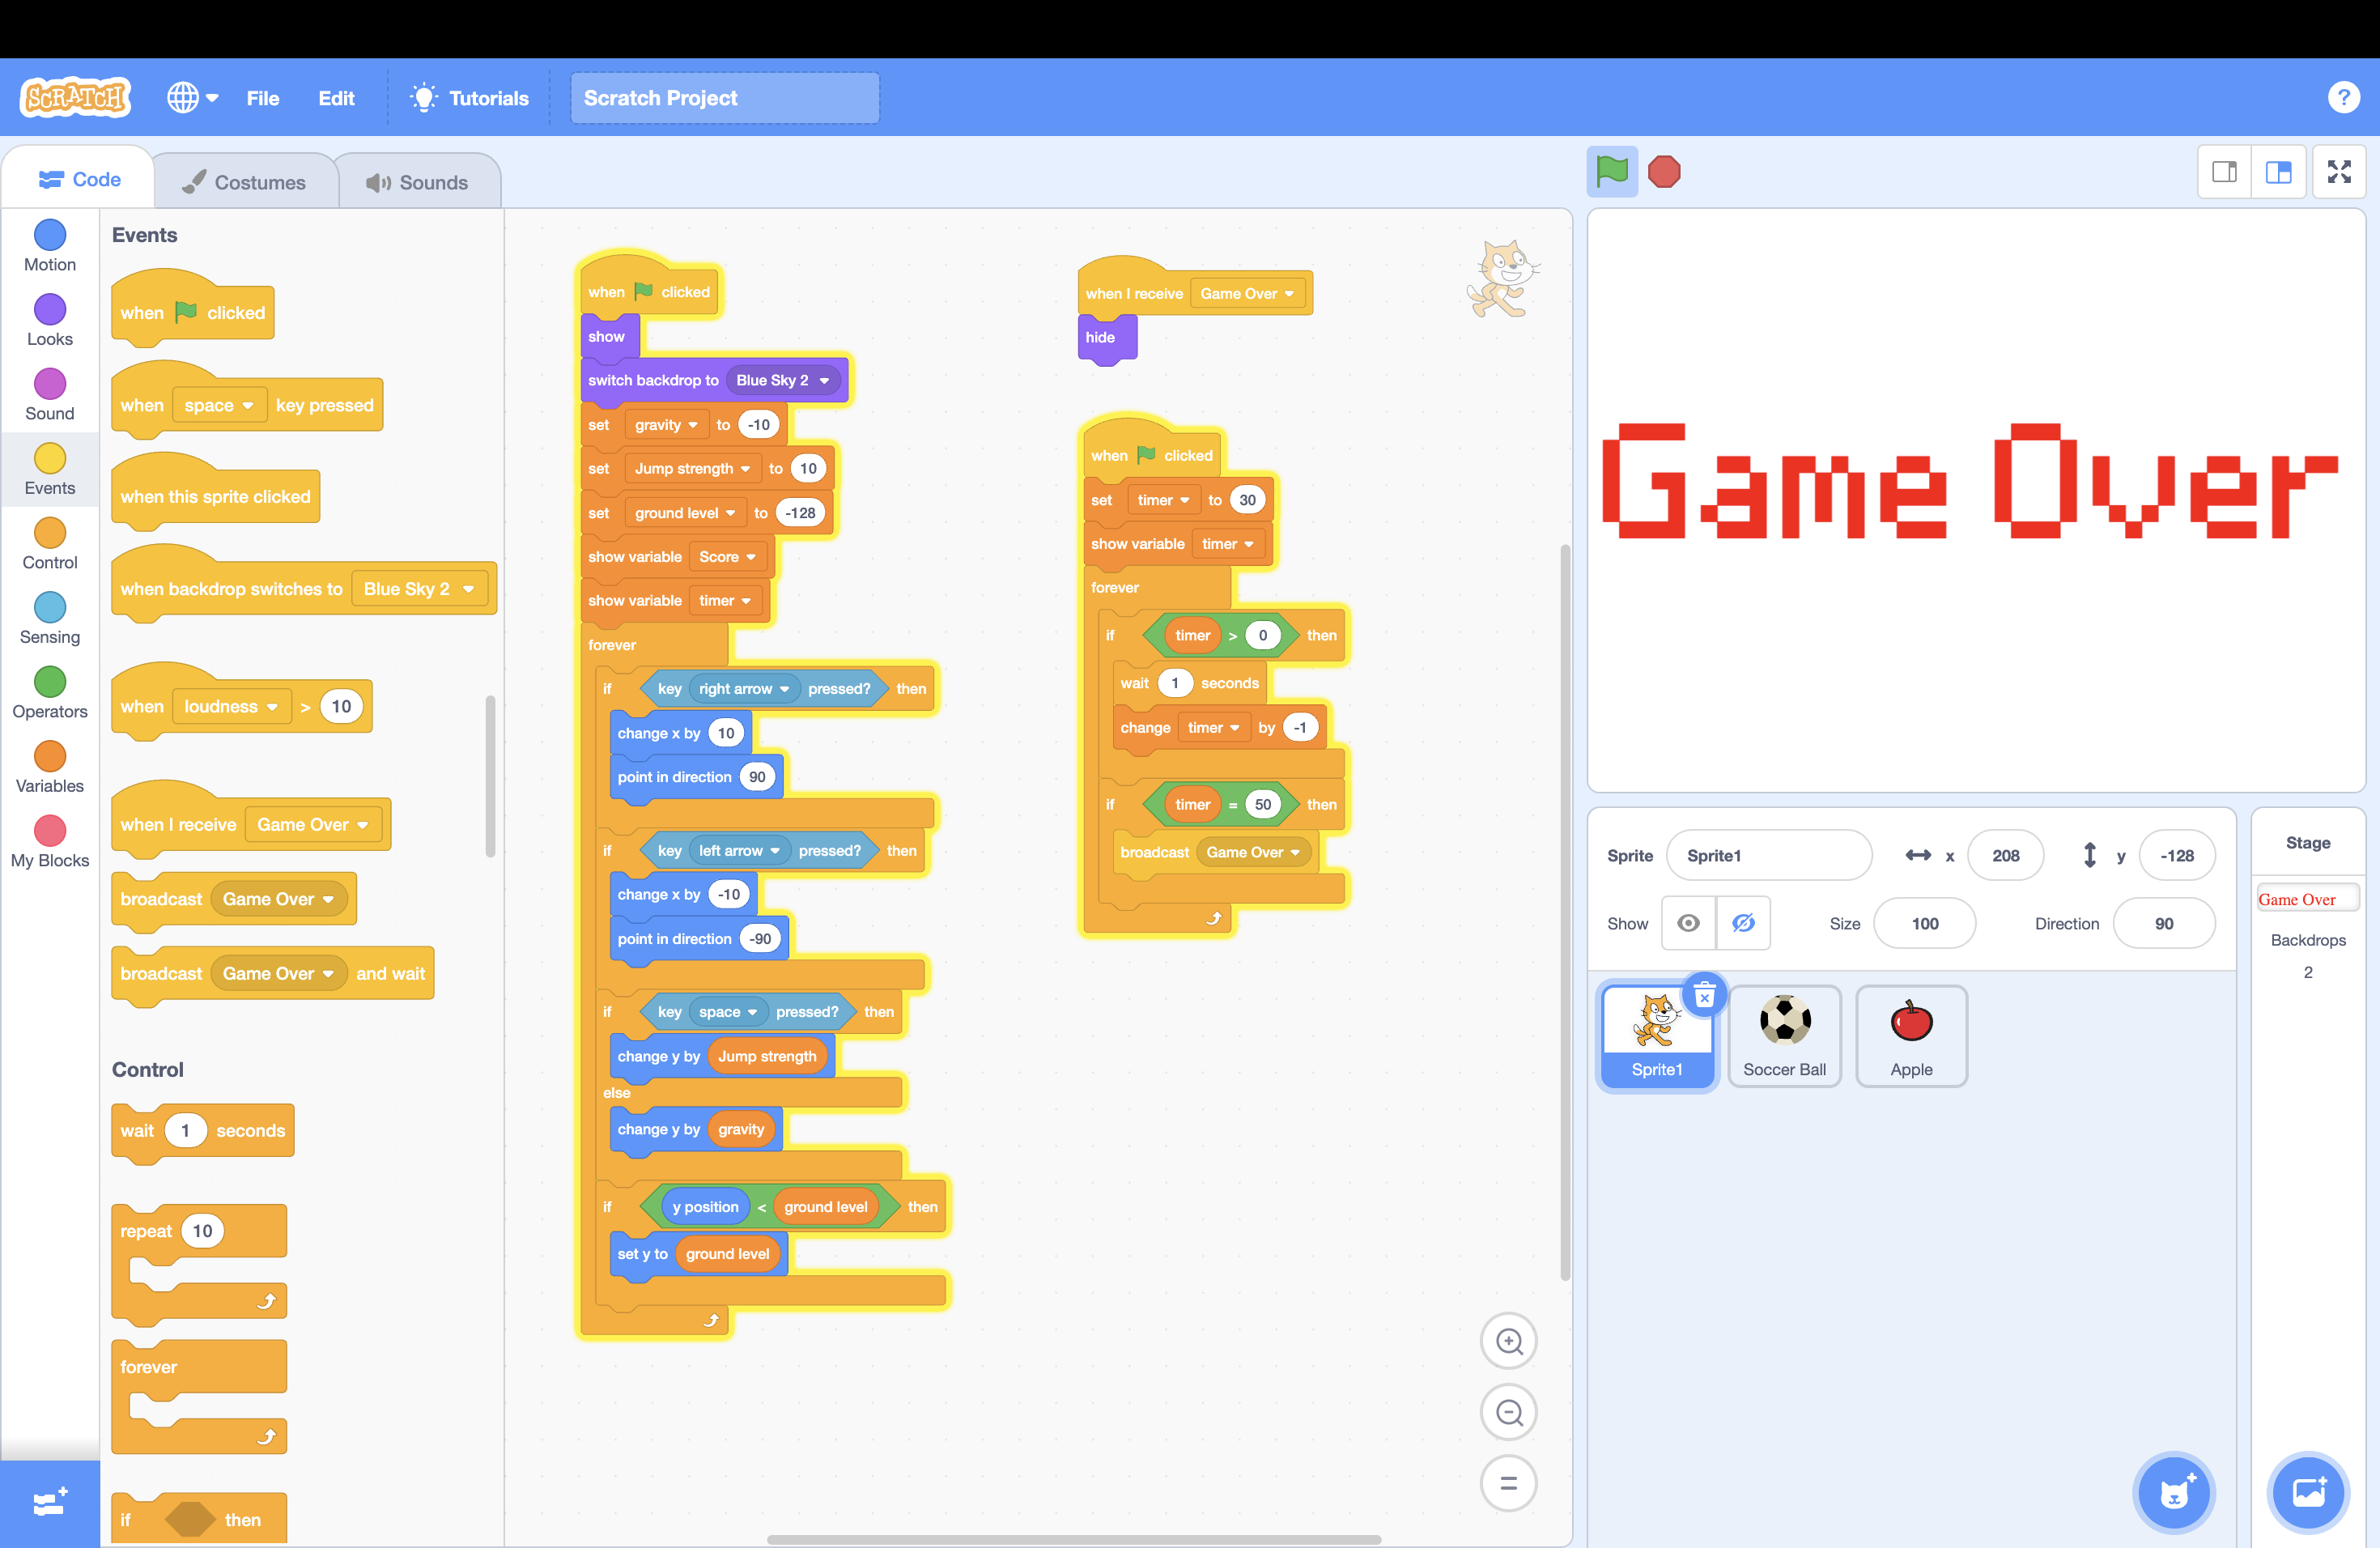 SCRATCH File Edit Tutorials Scratch Project ?
Code Costumes Sounds
Motion
Looks
Sound
Events
Control
Sensing
Operators
Variables
My Blocks
Events
when clicked
when space key pressed
when this sprite clicked
when backdrop switches to Blue Sky 2
when loudness > 10
when I receive Game Over
broadcast Game Over
broadcast Game Over and wait
Control
wait 1 seconds
repeat 10
forever
if then
when clicked
show
switch backdrop to Blue Sky 2
set gravity to -10
set Jump strength to 10
set ground level to -128
show variable Score
show variable timer
forever
if key right arrow pressed? then
change x by 10
point in direction 90
if key left arrow pressed? then
change x by -10
point in direction -90
if key space pressed? then
change y by Jump strength
else
change y by gravity
if y position < ground level then
set y to ground level
when I receive Game Over
hide
when clicked
set timer to 30
show variable timer
forever
if timer > 0 then
wait 1 seconds
change timer by -1
if timer = 50 then
broadcast Game Over
Game Over
Sprite Sprite1 x 208 y -128
Show Size 100 Direction 90
Sprite1
Soccer Ball
Apple
Stage
Game Over
Backdrops
2